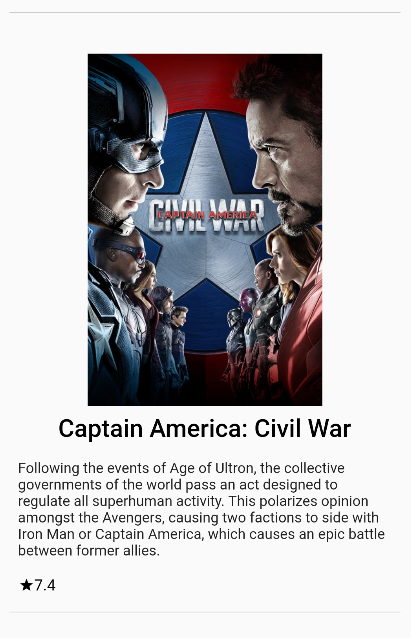 CAPTAIN AMERICA
CIVIL WAR
Captain America: Civil War
Following the events of Age of Ultron, the collective
governments of the world pass an act designed to
regulate all superhuman activity. This polarizes opinion
amongst the Avengers, causing two factions to side with
Iron Man or Captain America, which causes an epic battle
between former allies.
★7.4